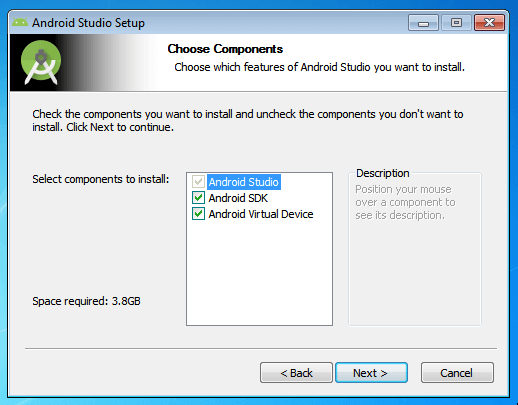 Android Studio Setup
Choose Components
Choose which features of Android Studio you want to install.
Check the components you want to install and uncheck the components you don't want to
install. Click Next to continue.
Select components to install:
Android Studio
Android SDK
Android Virtual Device
Description
Position your mouse
over a component to
see its description.
Space required: 3.8GB
< Back
Next >
Cancel